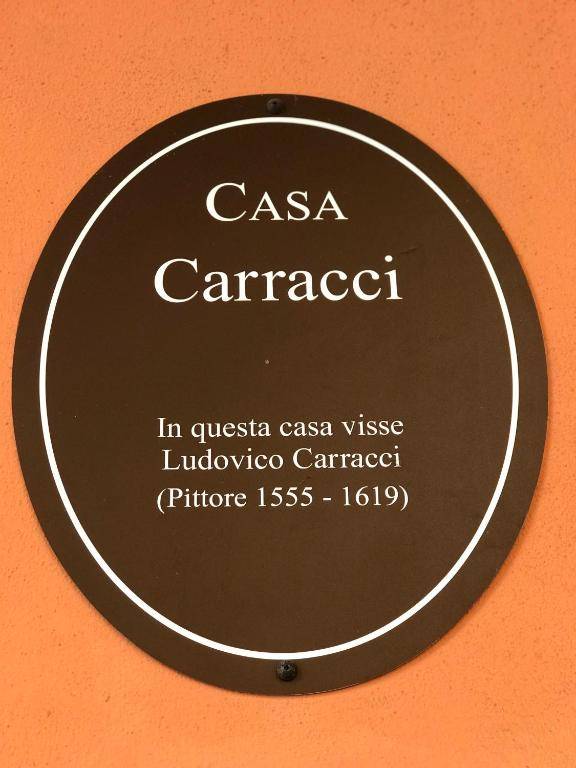 CASA
Carracci
In questa casa visse
Ludovico Carracci
(Pittore 1555 - 1619)